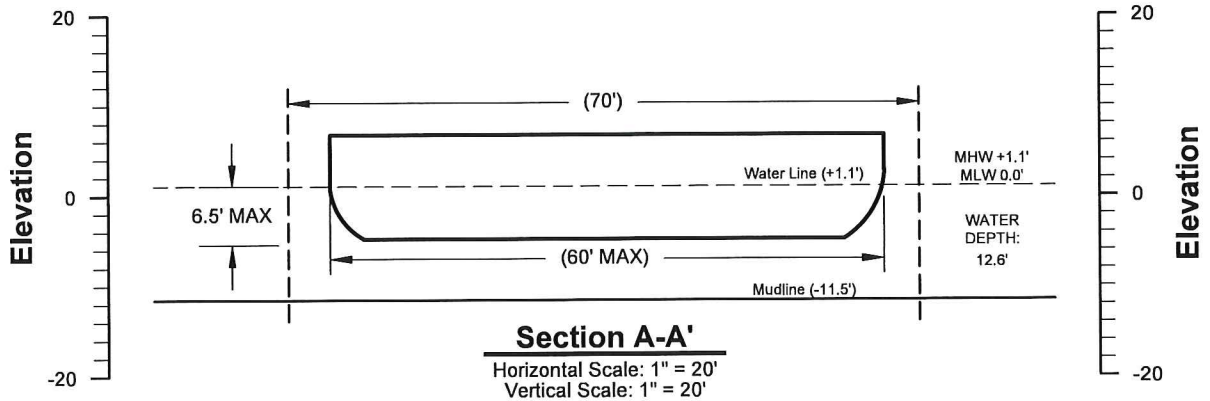 20
0
-20
Elevation
(70')
6.5' MAX
Water Line (+1.1')
(60' MAX)
Mudline (-11.5')
MHW +1.1'
MLW 0.0'
WATER
DEPTH:
12.6'
20
0
-20
Elevation
Section A-A'
Horizontal Scale: 1" = 20'
Vertical Scale: 1" = 20'